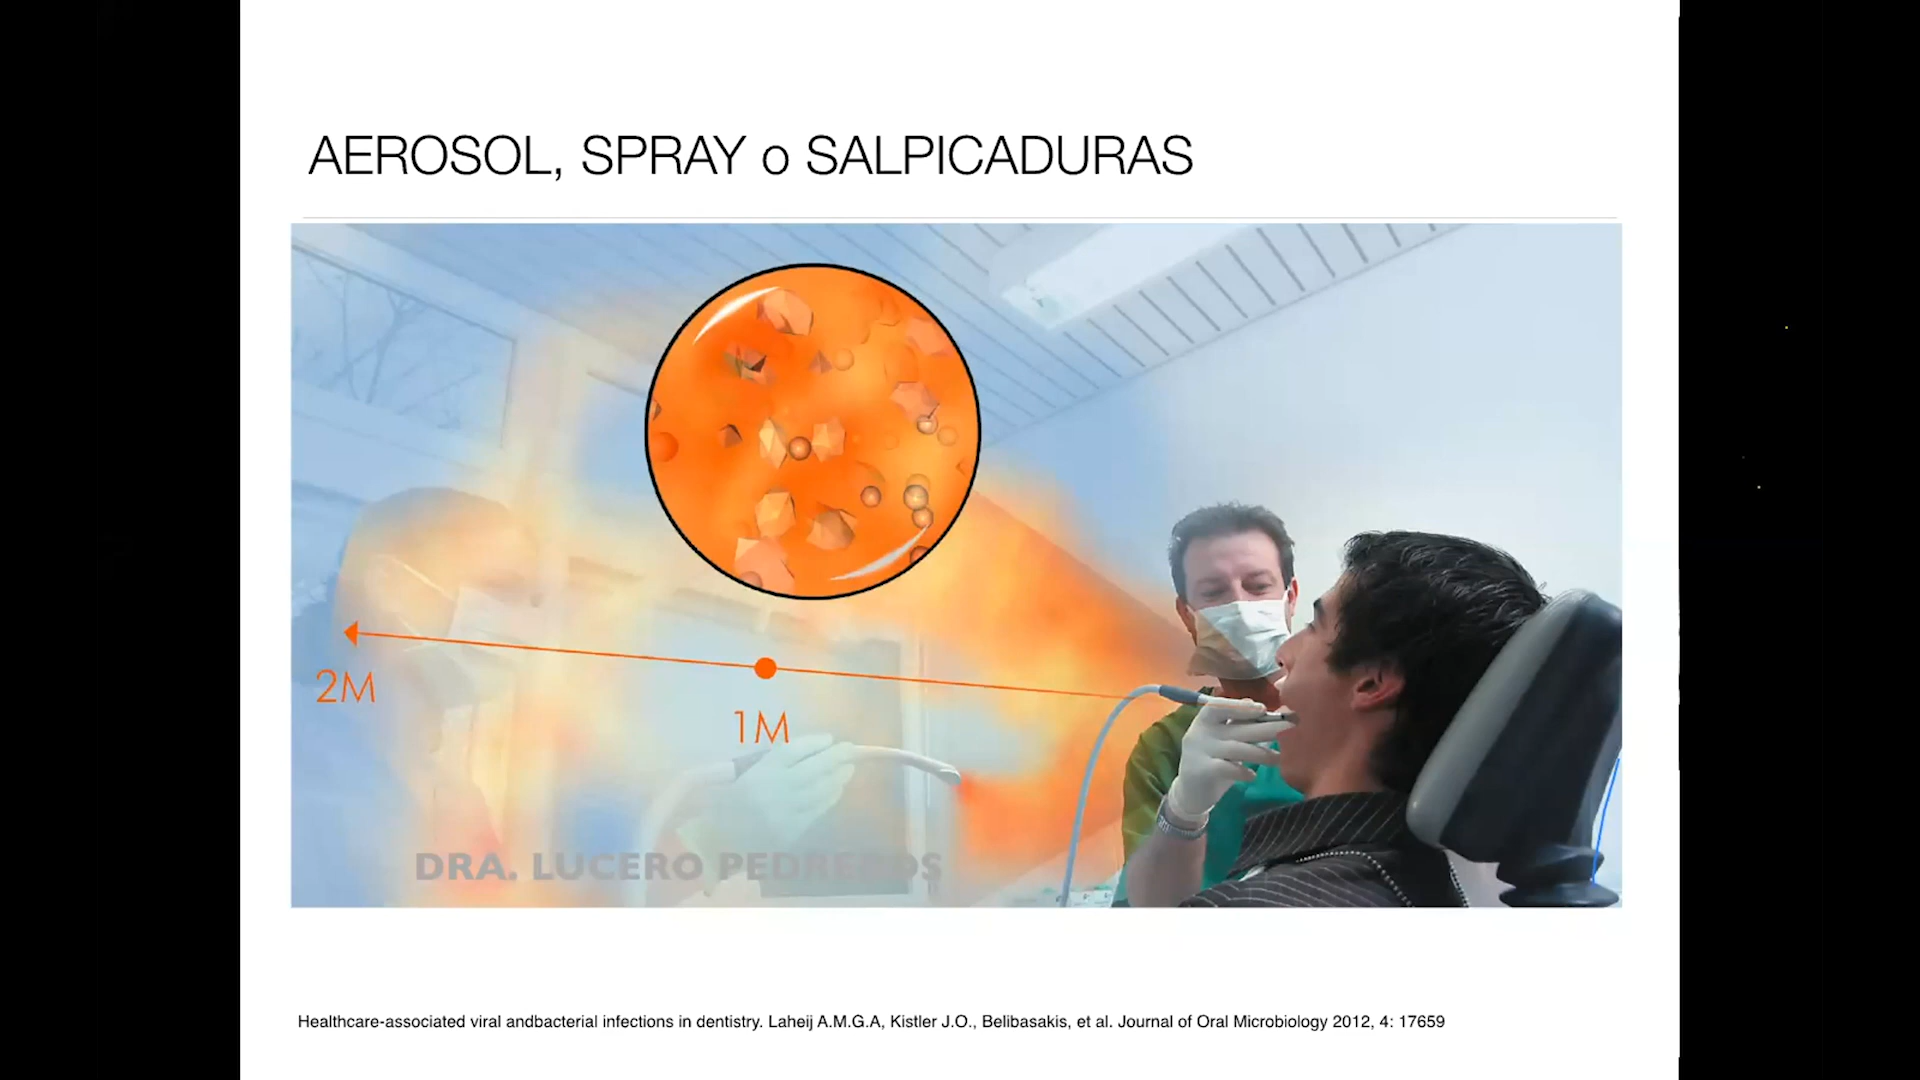 AEROSOL, SPRAY o SALPICADURAS
2M
1M
DRA. LUCERO PEDREROS
Healthcare-associated viral andbacterial infections in dentistry. Laheij A.M.G.A, Kistler J.O., Belibasakis, et al. Journal of Oral Microbiology 2012, 4: 17659